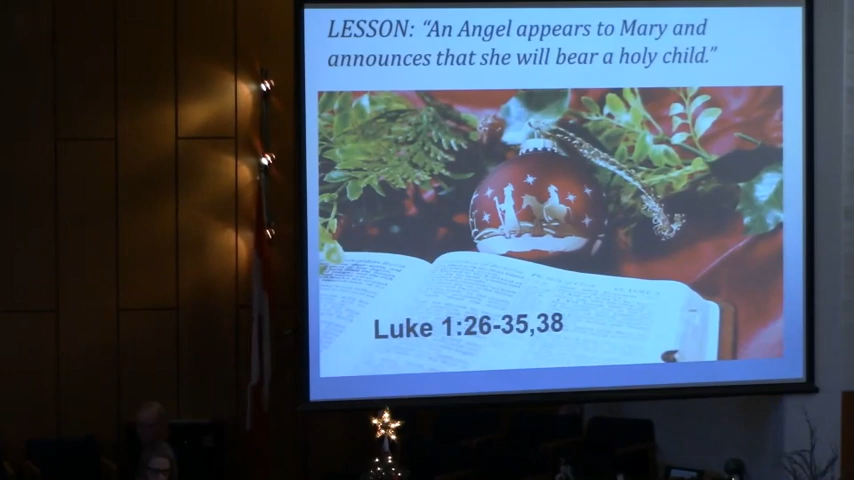 LESSON: “An Angel appears to Mary and
announces that she will bear a holy child.”
Luke 1:26-35,38